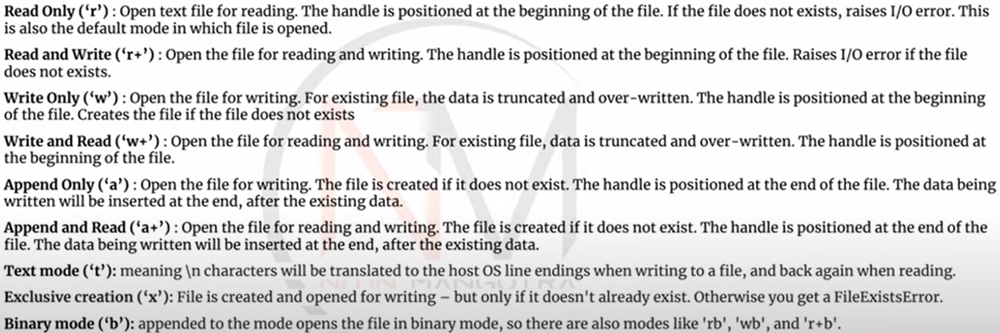 Read Only (‘r’) : Open text file for reading. The handle is positioned at the beginning of the file. If the file does not exists, raises I/O error. This
is also the default mode in which file is opened.
Read and Write (‘r+’) : Open the file for reading and writing. The handle is positioned at the beginning of the file. Raises I/O error if the file
does not exists.
Write Only (‘w’) : Open the file for writing. For existing file, the data is truncated and over-written. The handle is positioned at the beginning
of the file. Creates the file if the file does not exists
Write and Read (‘w+’) : Open the file for reading and writing. For existing file, data is truncated and over-written. The handle is positioned at
the beginning of the file.
Append Only (‘a’) : Open the file for writing. The file is created if it does not exist. The handle is positioned at the end of the file. The data being
written will be inserted at the end, after the existing data.
Append and Read (‘a+’) : Open the file for reading and writing. The file is created if it does not exist. The handle is positioned at the end of the
file. The data being written will be inserted at the end, after the existing data.
Text mode (‘t’): meaning \n characters will be translated to the host OS line endings when writing to a file, and back again when reading.
NITIN MANGOTRA
Exclusive creation (‘x’): File is created and opened for writing – but only if it doesn't already exist. Otherwise you get a FileExistsError.
Binary mode (‘b’): appended to the mode opens the file in binary mode, so there are also modes like 'rb', 'wb', and 'r+b'.